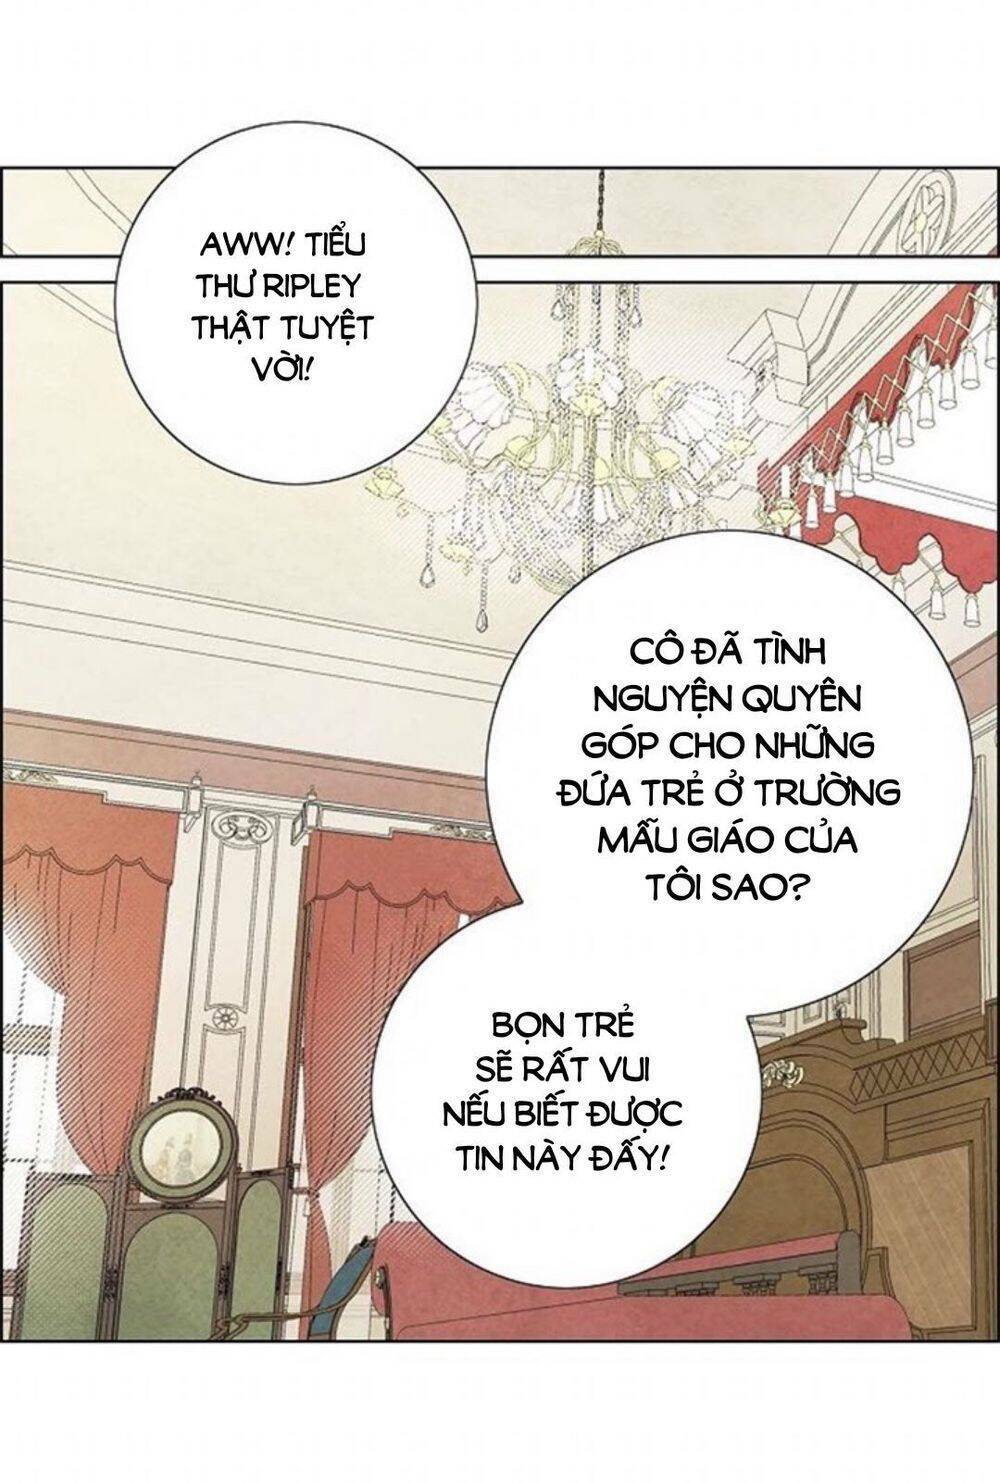 AWW! TIỂU
THƯ RIPLEY
THẬT TUYỆT
VỜI!
CÔ ĐÃ TÌNH
NGUYỆN QUYÊN
GÓP CHO NHỮNG
ĐỨA TRẺ Ở TRƯỜNG
MẪU GIÁO CỦA
TÔI SAO?
BỌN TRẺ
SẼ RẤT VUI
NẾU BIẾT ĐƯỢC
TIN NÀY ĐẤY!